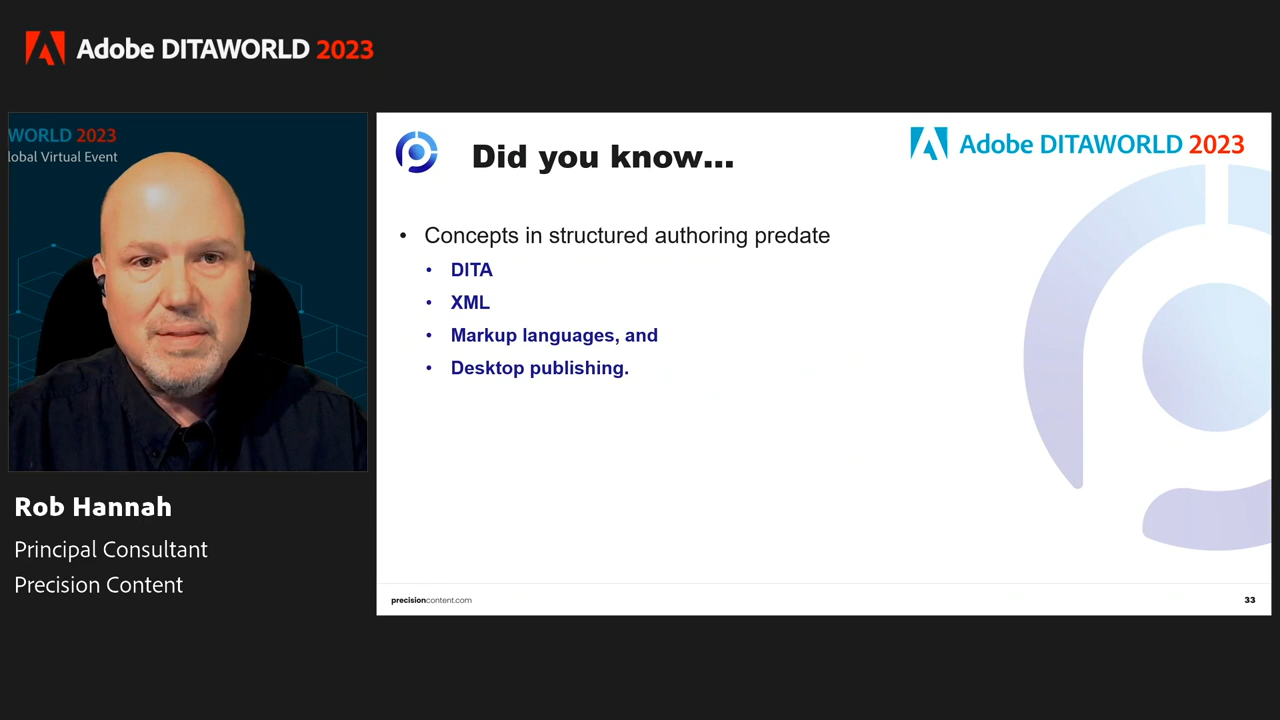 Adobe DITAWORLD 2023
WORLD 2023
lobal Virtual Event
Rob Hannah
Principal Consultant
Precision Content
Did you know...
Adobe DITAWORLD 2023
• Concepts in structured authoring predate
• DITA
• XML
• Markup languages, and
• Desktop publishing.
precisioncontent.com
33